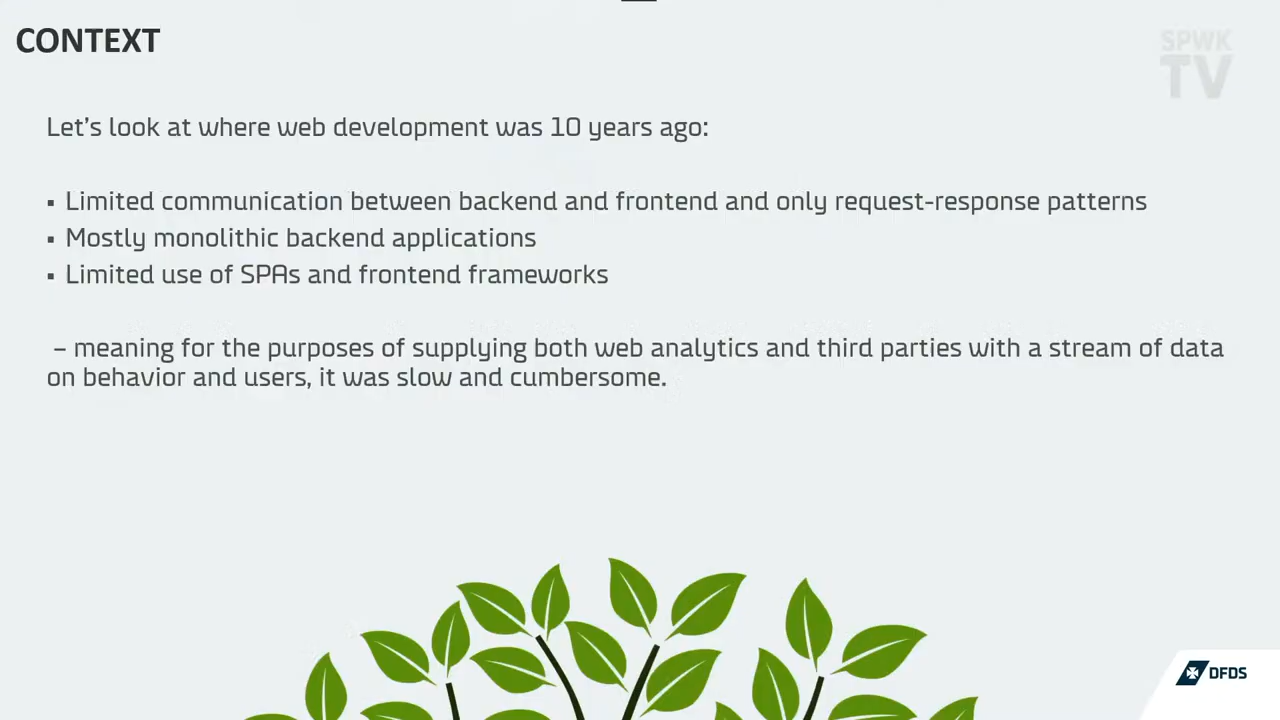 CONTEXT
SPWK
TV
Let's look at where web development was 10 years ago:
▪ Limited communication between backend and frontend and only request-response patterns
▪ Mostly monolithic backend applications
▪ Limited use of SPAs and frontend frameworks
– meaning for the purposes of supplying both web analytics and third parties with a stream of data
on behavior and users, it was slow and cumbersome.
DFDS